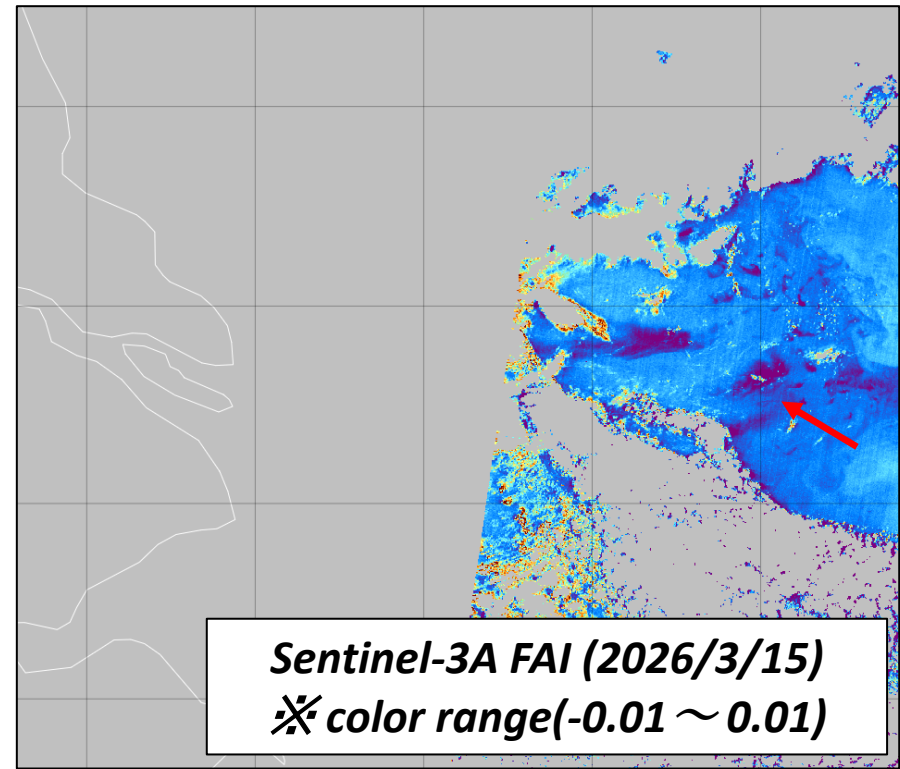 Sentinel-3A FAI (2026/3/15)
※ color range(-0.01～0.01)